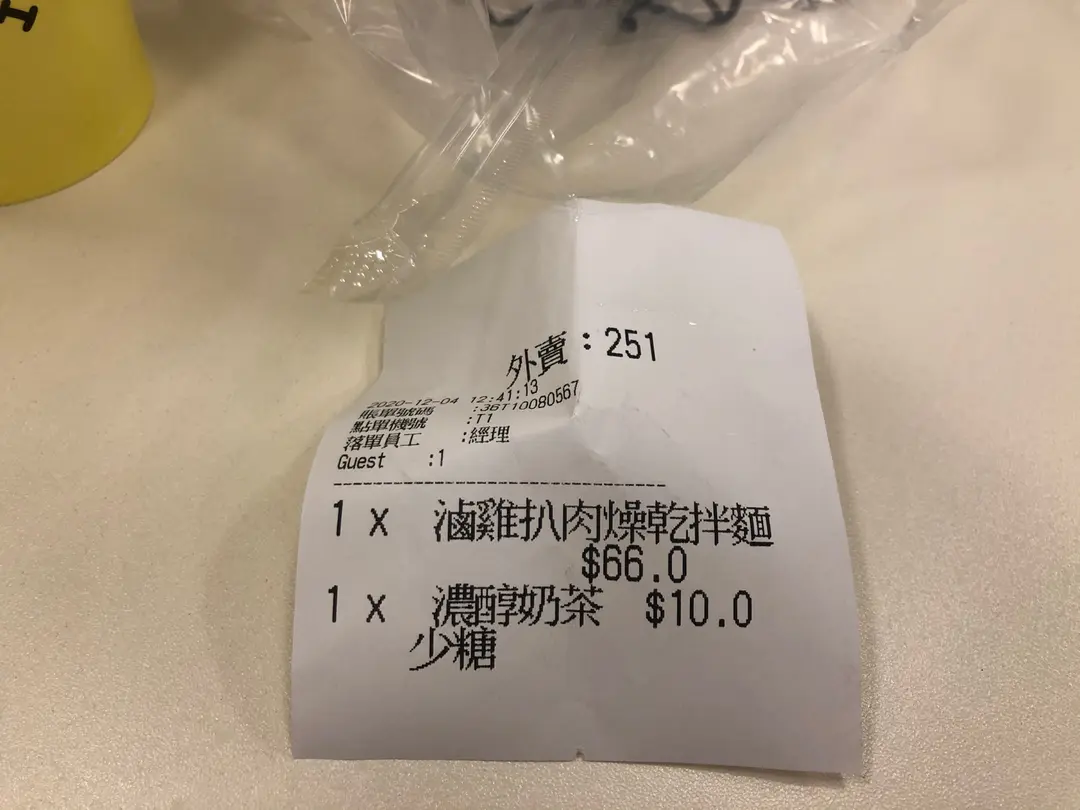 外賣：251
2020-12-04 12:41:13
賬單號碼 :36T10080567
點單機號 :T1
落單員工 :經理
Guest :1
1 x 滷雞扒肉燥乾拌麵
$66.0
1 x 濃醇奶茶 $10.0
少糖